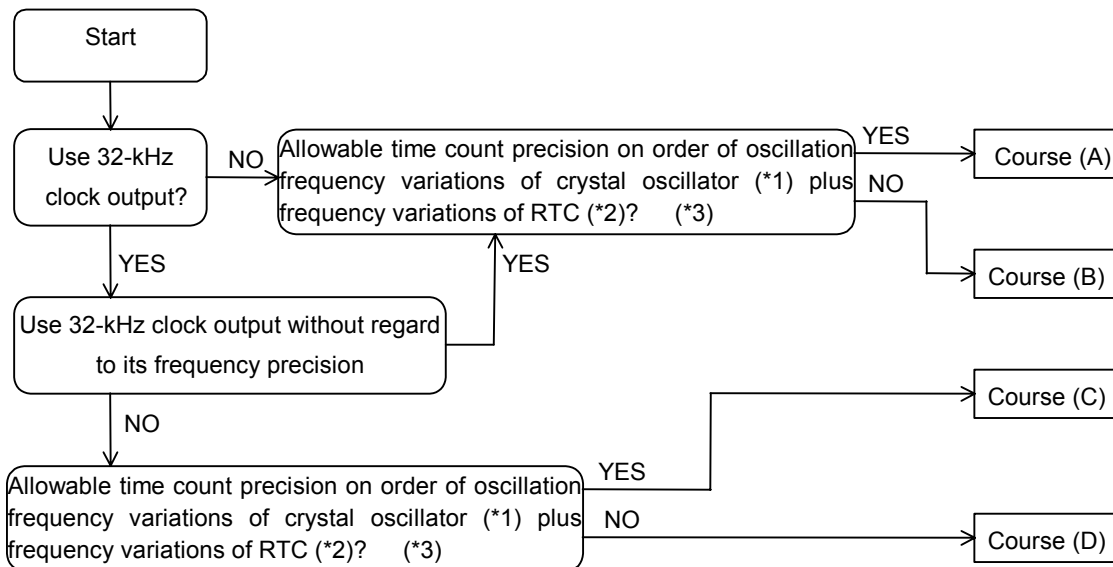 Start
Use 32-kHz
clock output?
NO
Allowable time count precision on order of oscillation
frequency variations of crystal oscillator (*1) plus
frequency variations of RTC (*2)? (*3)
YES
Course (A)
NO
Course (B)
YES
YES
Use 32-kHz clock output without regard
to its frequency precision
Course (C)
NO
Allowable time count precision on order of oscillation
frequency variations of crystal oscillator (*1) plus
frequency variations of RTC (*2)? (*3)
YES
NO
Course (D)